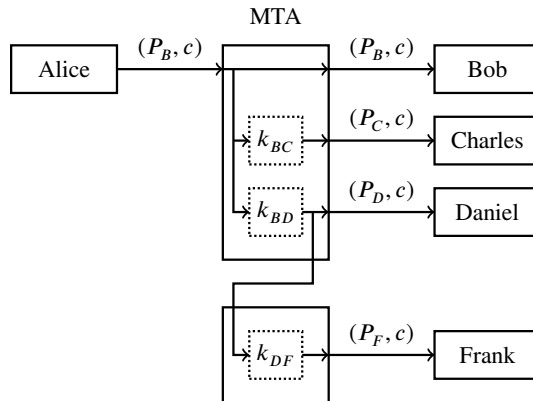 MTA
Alice (P_B, c) (P_B, c) Bob
k_BC (P_C, c) Charles
k_BD (P_D, c) Daniel
k_DF (P_F, c) Frank